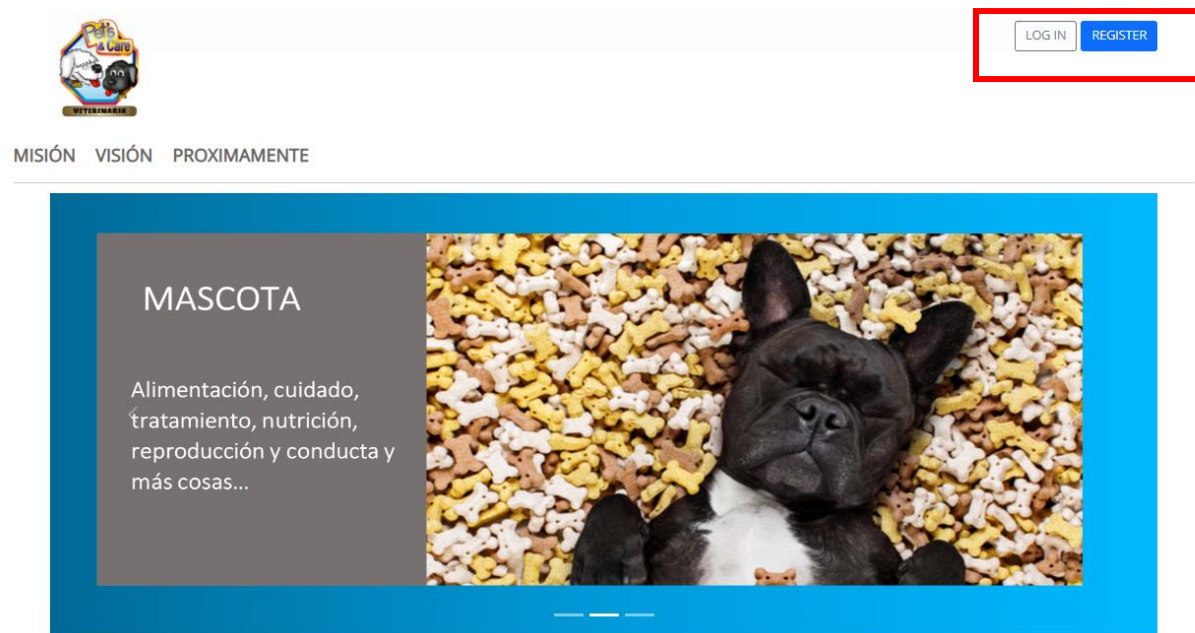 Pet's
& Care
VETERINARIA
LOG IN REGISTER
MISIÓN VISIÓN PROXIMAMENTE
MASCOTA
Alimentación, cuidado,
tratamiento, nutrición,
reproducción y conducta y
más cosas...